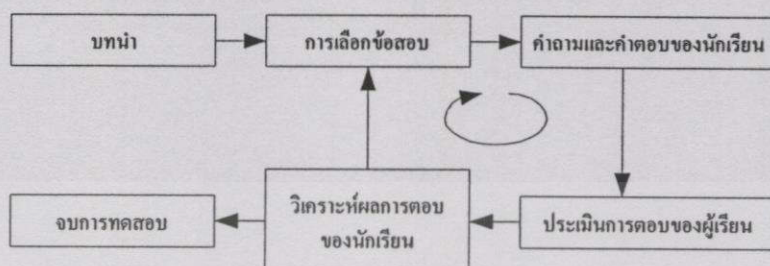 บทนำ
การเลือกข้อสอบ
คำถามและคำตอบของนักเรียน
จบการทดสอบ
วิเคราะห์ผลการตอบ
ของนักเรียน
ประเมินการตอบของผู้เรียน